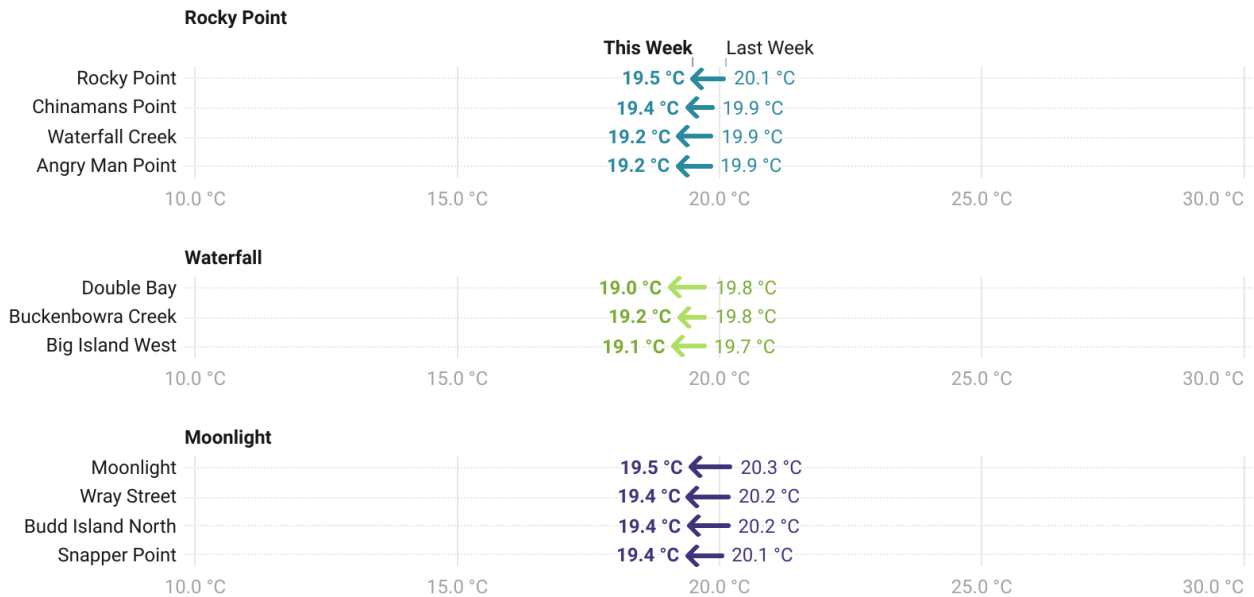 Rocky Point
This Week Last Week
Rocky Point 19.5 °C 20.1 °C
Chinamans Point 19.4 °C 19.9 °C
Waterfall Creek 19.2 °C 19.9 °C
Angry Man Point 19.2 °C 19.9 °C
10.0 °C 15.0 °C 20.0 °C 25.0 °C 30.0 °C
Waterfall
Double Bay 19.0 °C 19.8 °C
Buckenbowra Creek 19.2 °C 19.8 °C
Big Island West 19.1 °C 19.7 °C
10.0 °C 15.0 °C 20.0 °C 25.0 °C 30.0 °C
Moonlight
Moonlight 19.5 °C 20.3 °C
Wray Street 19.4 °C 20.2 °C
Budd Island North 19.4 °C 20.2 °C
Snapper Point 19.4 °C 20.1 °C
10.0 °C 15.0 °C 20.0 °C 25.0 °C 30.0 °C